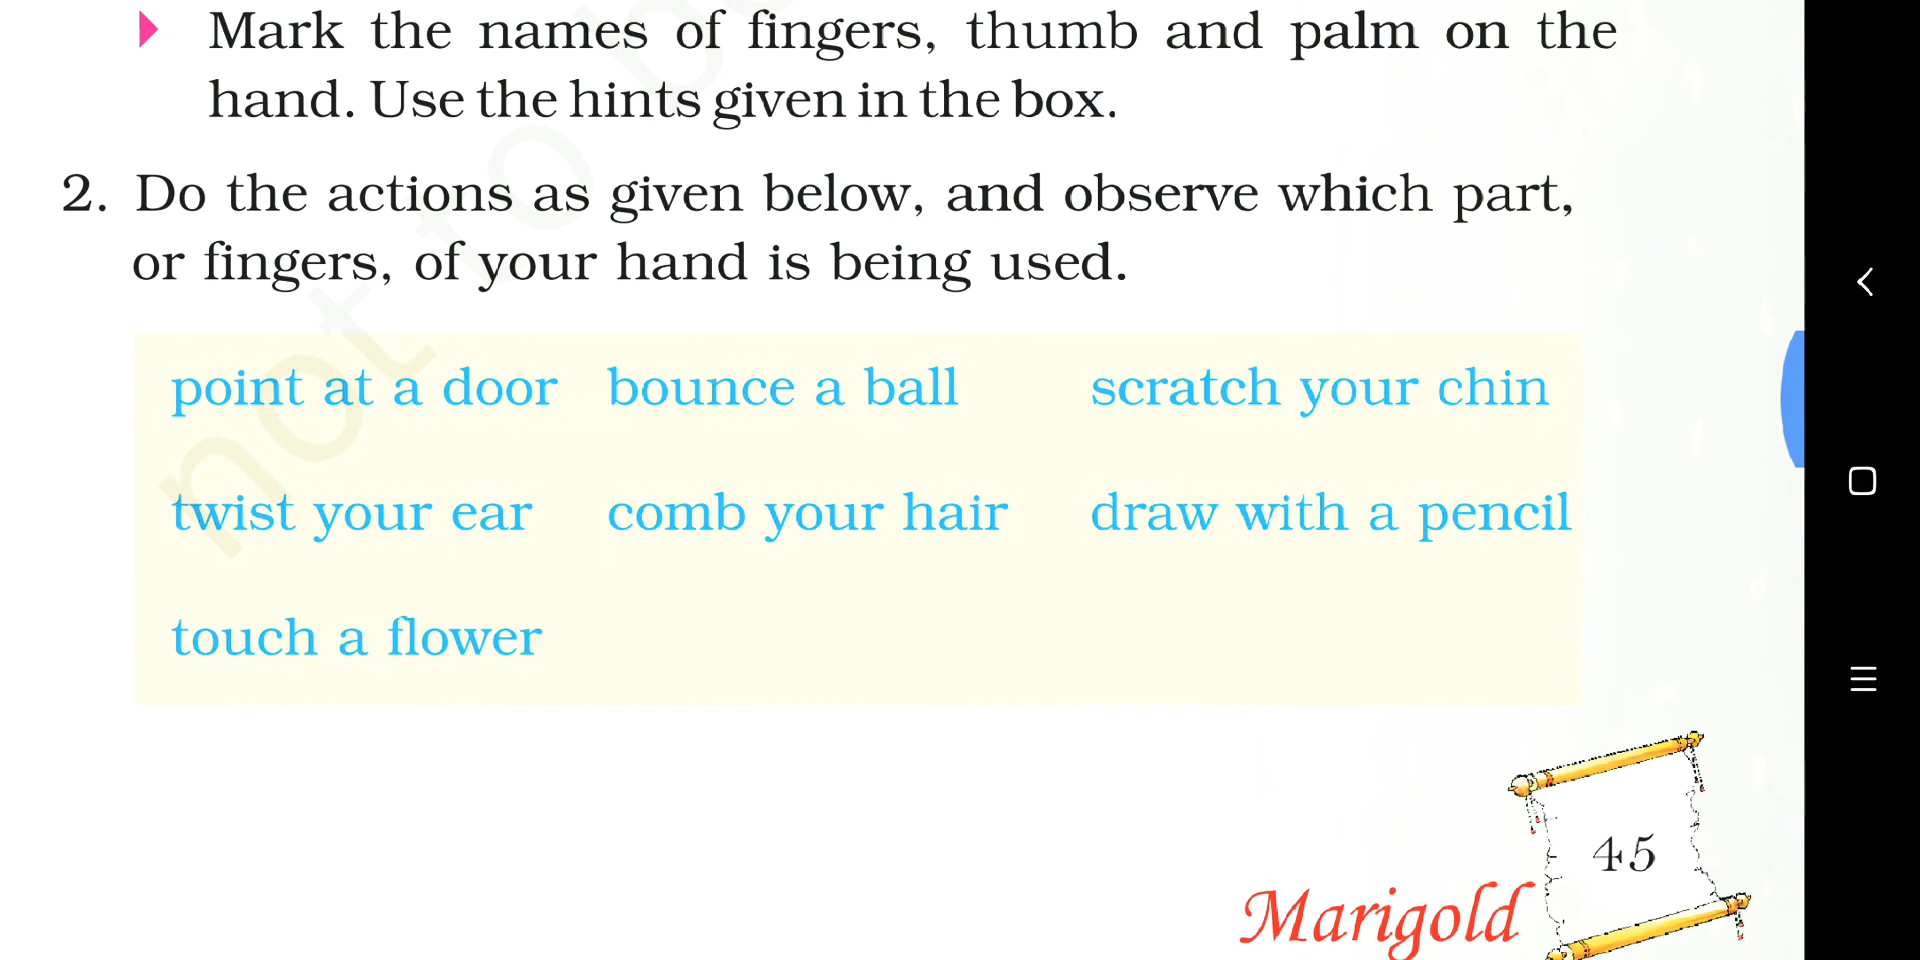 Mark the names of fingers, thumb and palm on the
hand. Use the hints given in the box.
2. Do the actions as given below, and observe which part,
or fingers, of your hand is being used.
point at a door bounce a ball scratch your chin
twist your ear comb your hair draw with a pencil
touch a flower
45
Marigold
not to be